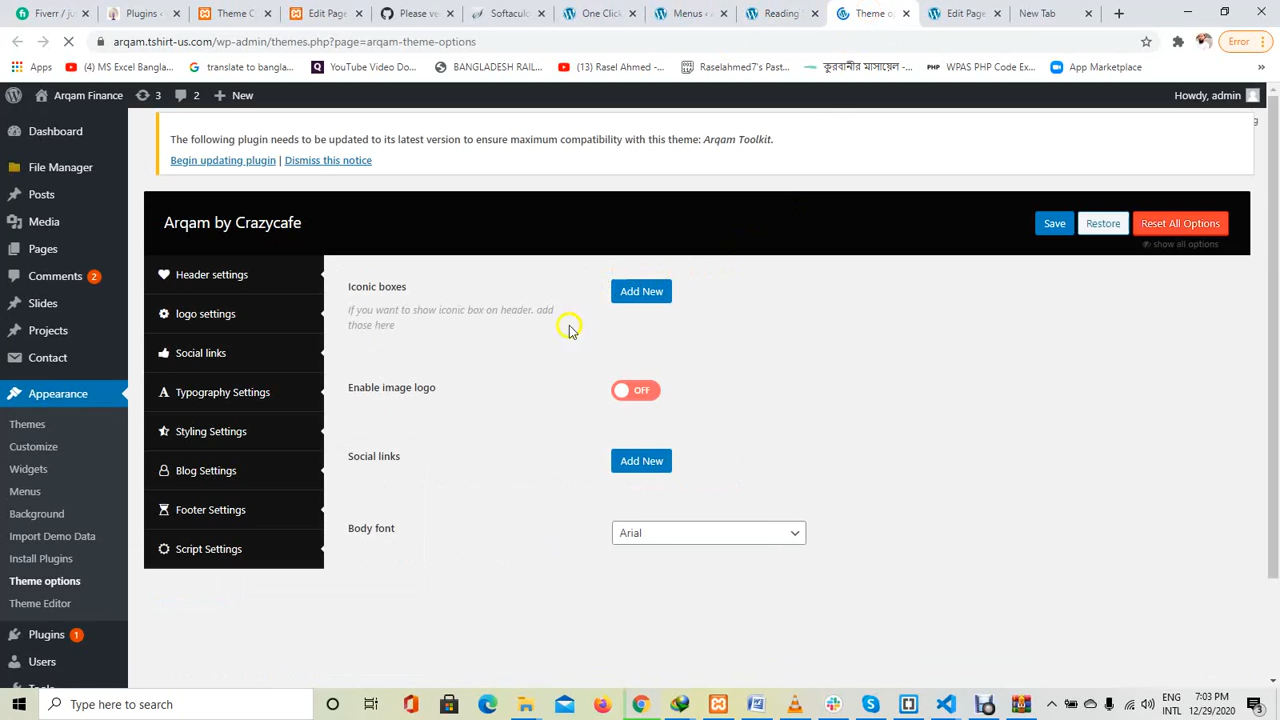 Fiverr / ju
Theme C
Edit Page
Dismiss Page
Please ve
Softacul
One Click
Menus
Reading
Theme op
Edit Page
New Tab
arqam.tshirt-us.com/wp-admin/themes.php?page=arqam-theme-options
Error
Apps
(4) MS Excel Bangl...
translate to bangla...
YouTube Video Do...
BANGLADESH RAIL...
(13) Rasel Ahmed -...
Raselahmed7's Past...
কুরবানীর মাসায়েল
WPAS PHP Code Ex...
App Marketplace
»
Arqam Finance
3
2
+ New
Howdy, admin
Dashboard
File Manager
Posts
Media
Pages
Comments 2
Slides
Projects
Contact
Appearance
Themes
Customize
Widgets
Menus
Background
Import Demo Data
Install Plugins
Theme options
Theme Editor
Plugins 1
Users
The following plugin needs to be updated to its latest version to ensure maximum compatibility with this theme: Arqam Toolkit.
Begin updating plugin | Dismiss this notice
Arqam by Crazycafe
Save
Restore
Reset All Options
show all options
Header settings
logo settings
Social links
Typography Settings
Styling Settings
Blog Settings
Footer Settings
Script Settings
Iconic boxes
Add New
If you want to show iconic box on header. add
those here
Enable image logo
OFF
Social links
Add New
Body font
Arial
Type here to search
ENG
INTL
7:03 PM
12/29/2020
3